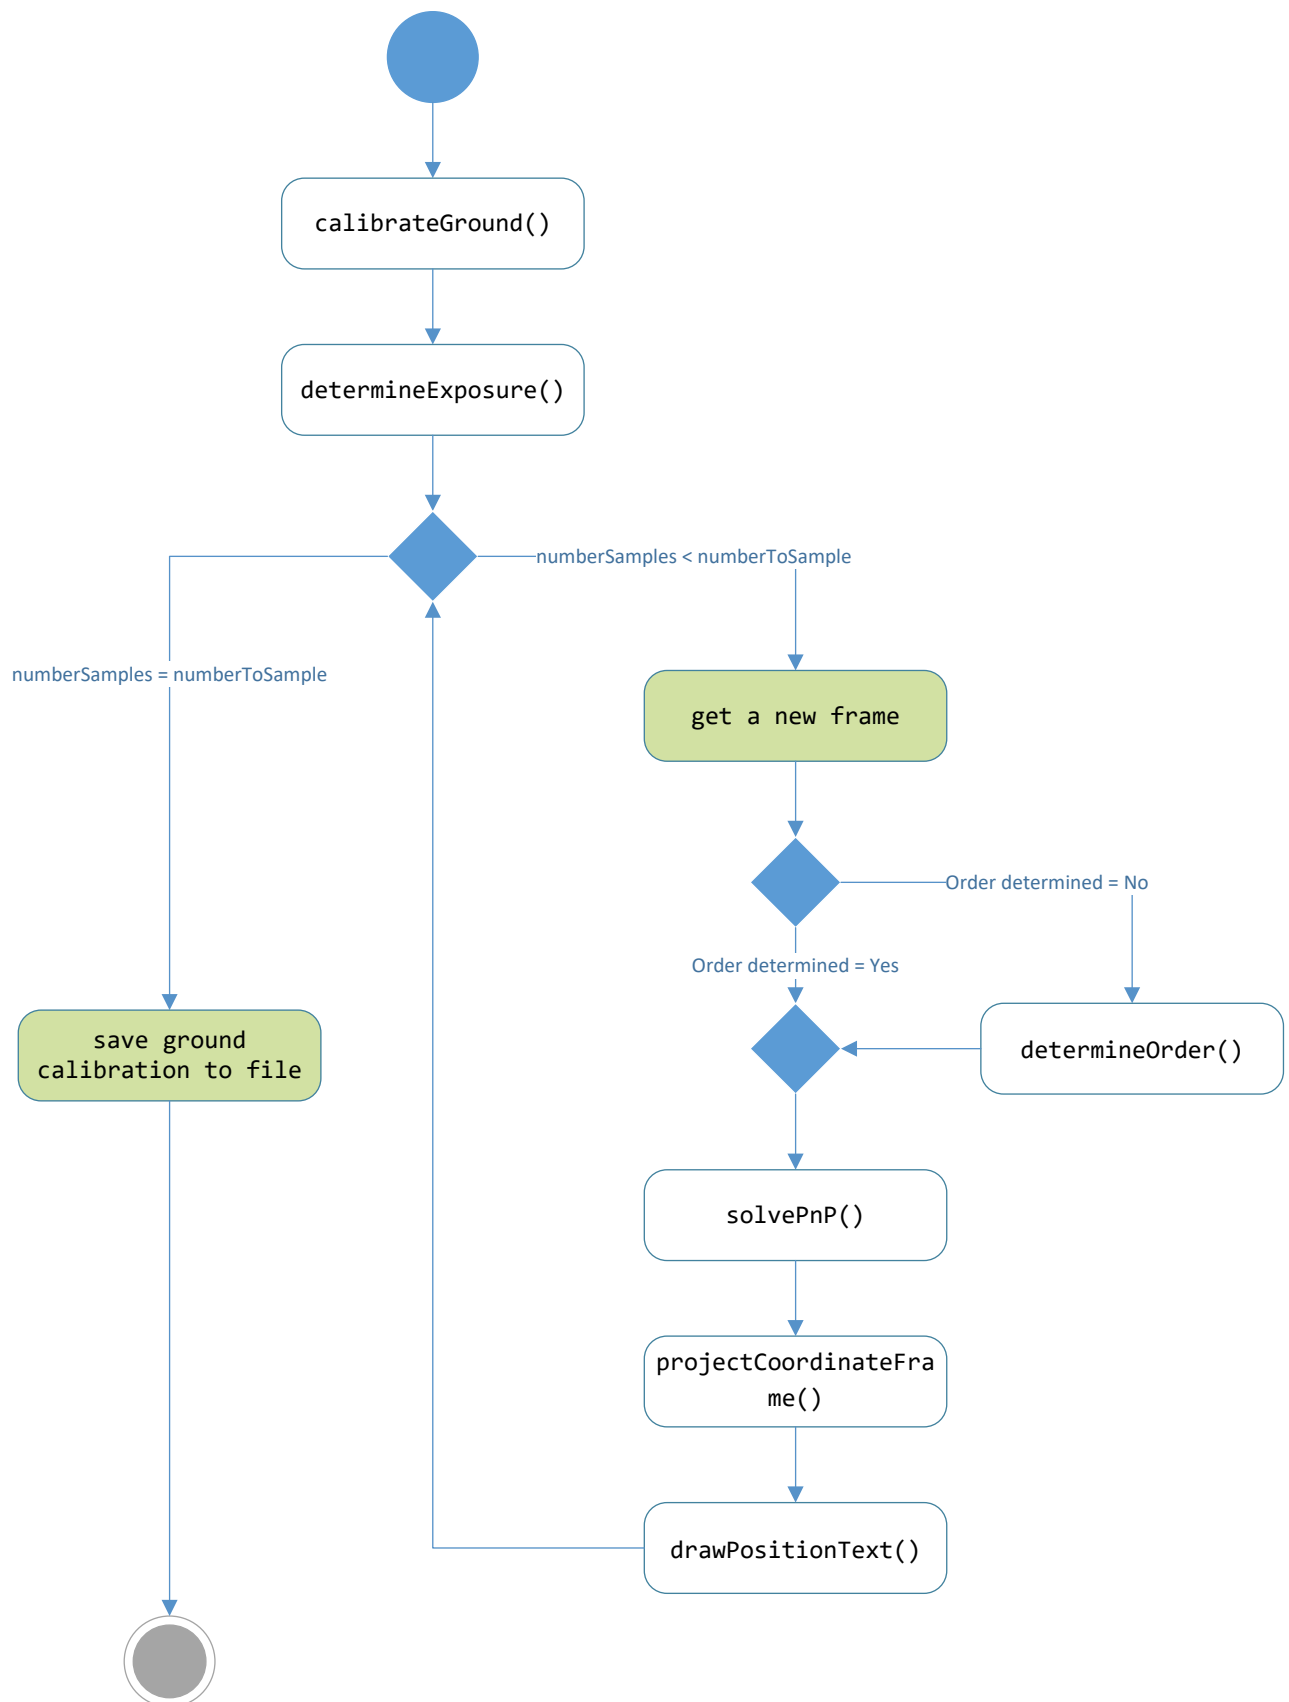 calibrateGround()
determineExposure()
numberSamples < numberToSample
numberSamples = numberToSample
get a new frame
Order determined = No
Order determined = Yes
save ground
calibration to file
determineOrder()
solvePnP()
projectCoordinateFra
me()
drawPositionText()